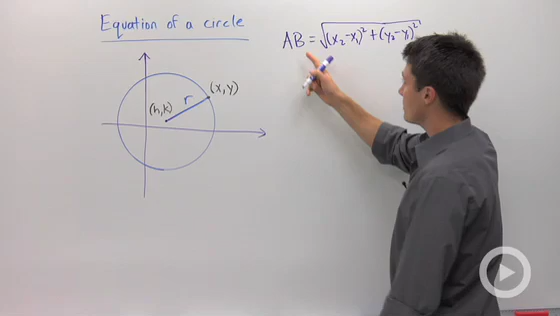 Equation of a circle
AB = √(x₂-x₁)² + (y₂-y₁)²
(x,y)
(h,k)
r